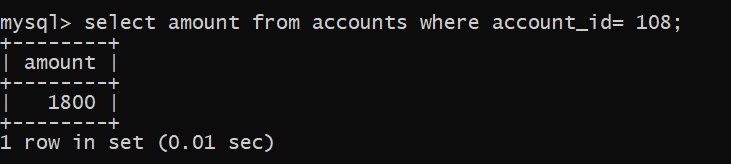 mysql> select amount from accounts where account_id= 108;
+--------+
| amount |
+--------+
|   1800 |
+--------+
1 row in set (0.01 sec)